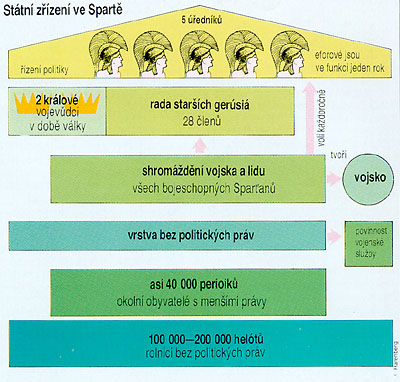 Státní zřízení ve Spartě
5 úředníků
řízení politiky
eforové jsou
ve funkci jeden rok
2 králové
vojevůdci
v době války
rada starších gerúsiá
28 členů
volí každoročně
shromáždění vojska a lidu
všech bojeschopných Sparťanů
tvoří
vojsko
vrstva bez politických práv
povinnost
vojenské
služby
asi 40 000 perioiků
okolní obyvatelé s menšími právy
100 000—200 000 helótů
rolníci bez politických práv